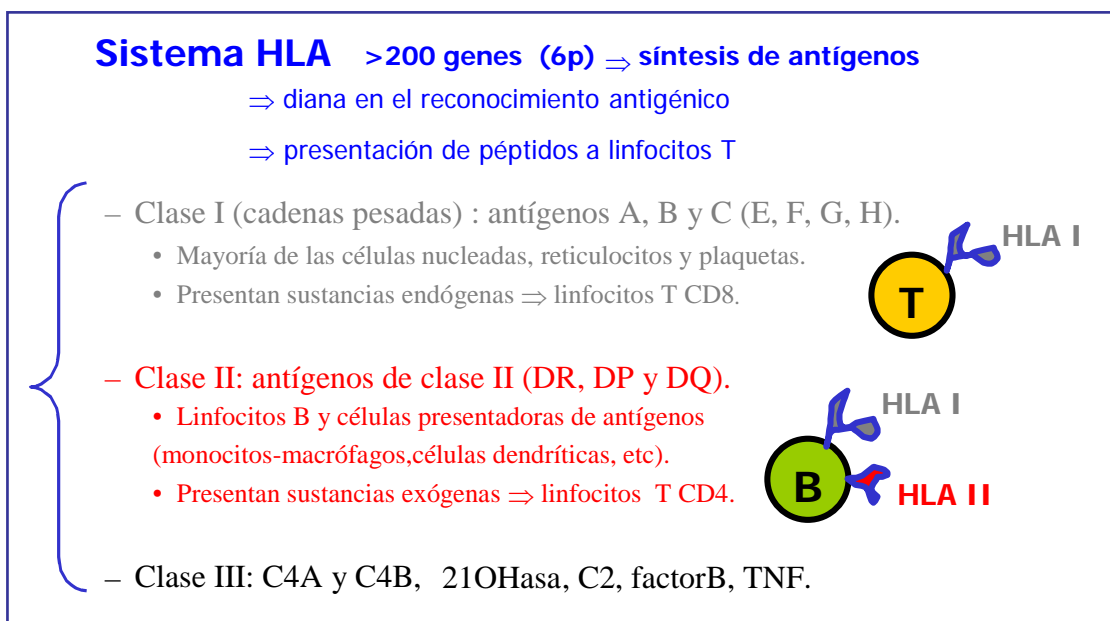 Sistema HLA >200 genes (6p) ⇒ síntesis de antígenos
⇒ diana en el reconocimiento antigénico
⇒ presentación de péptidos a linfocitos T
– Clase I (cadenas pesadas) : antígenos A, B y C (E, F, G, H).
• Mayoría de las células nucleadas, reticulocitos y plaquetas.
• Presentan sustancias endógenas ⇒ linfocitos T CD8.
HLA I
T
– Clase II: antígenos de clase II (DR, DP y DQ).
• Linfocitos B y células presentadoras de antígenos
(monocitos-macrófagos,células dendríticas, etc).
• Presentan sustancias exógenas ⇒ linfocitos T CD4.
HLA I
B
HLA II
– Clase III: C4A y C4B, 21OHasa, C2, factorB, TNF.